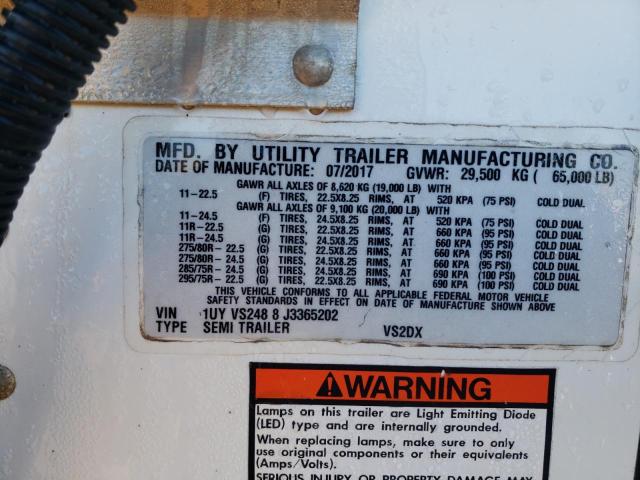 MFD. BY UTILITY TRAILER MANUFACTURING CO.
DATE OF MANUFACTURE: 07/2017 GVWR: 29,500 KG ( 65,000 LB)
GAWR ALL AXLES OF 8,620 KG (19,000 LB) WITH
11-22.5 (F) TIRES, 22.5X8.25 RIMS, AT 520 KPA (75 PSI) COLD DUAL
GAWR ALL AXLES OF 9,100 KG (20,000 LB) WITH
11-24.5 (F) TIRES, 24.5X8.25 RIMS, AT 520 KPA (75 PSI) COLD DUAL
11R-22.5 (G) TIRES, 22.5X8.25 RIMS, AT 660 KPA (95 PSI) COLD DUAL
11R-24.5 (G) TIRES, 24.5X8.25 RIMS, AT 660 KPA (95 PSI) COLD DUAL
275/80R- 22.5 (G) TIRES, 22.5X8.25 RIMS, AT 660 KPA (95 PSI) COLD DUAL
275/80R- 24.5 (G) TIRES, 24.5X8.25 RIMS, AT 660 KPA (95 PSI) COLD DUAL
285/75R- 24.5 (G) TIRES, 24.5X8.25 RIMS, AT 690 KPA (100 PSI) COLD DUAL
295/75R- 22.5 (G) TIRES, 22.5X8.25 RIMS, AT 690 KPA (100 PSI) COLD DUAL
THIS VEHICLE CONFORMS TO ALL APPLICABLE FEDERAL MOTOR VEHICLE
SAFETY STANDARDS IN EFFECT ON DATE OF MANUFACTURE SHOWN ABOVE
VIN 1UY VS248 8 J3365202
TYPE SEMI TRAILER VS2DX
WARNING
Lamps on this trailer are Light Emitting Diode
(LED) type and are internally grounded.
When replacing lamps, make sure to only
use original components or their equivalents
(Amps/Volts).
SERIOUS INJURY OR PROPERTY DAMAGE MAY